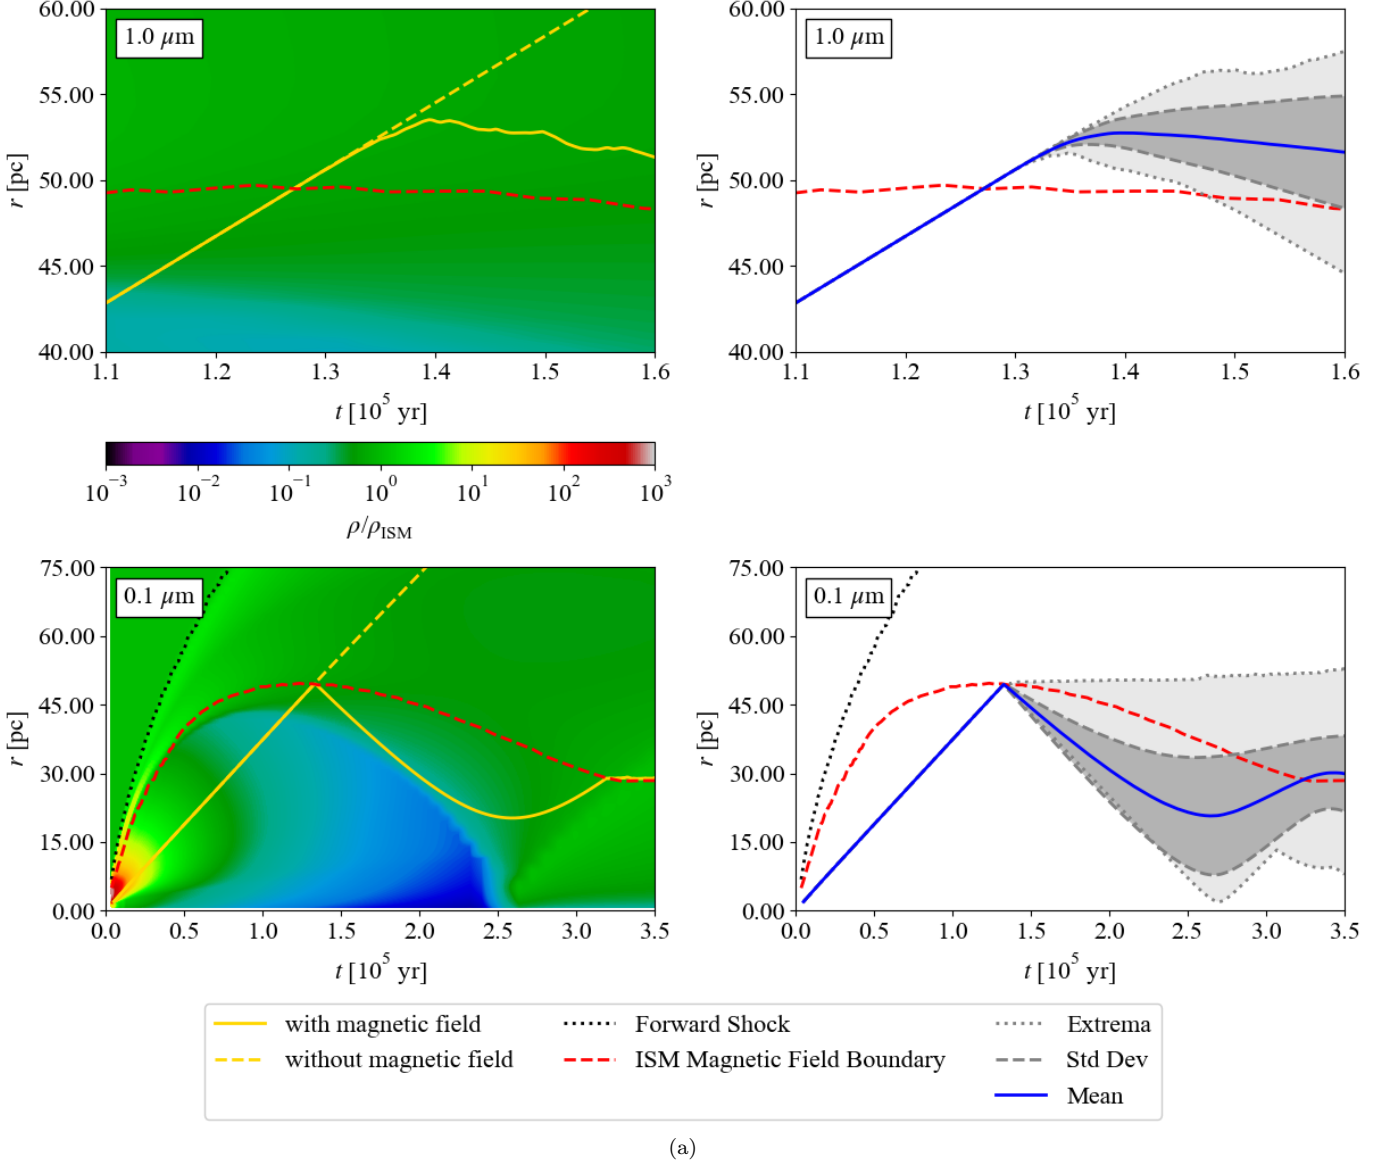 60.00
55.00
50.00
45.00
40.00
r [pc]
1.0 μm
1.1 1.2 1.3 1.4 1.5 1.6
t [10^5 yr]
60.00
55.00
50.00
45.00
40.00
r [pc]
1.0 μm
1.1 1.2 1.3 1.4 1.5 1.6
t [10^5 yr]
10^−3 10^−2 10^−1 10^0 10^1 10^2 10^3
ρ/ρ_ISM
75.00
60.00
45.00
30.00
15.00
0.00
r [pc]
0.1 μm
0.0 0.5 1.0 1.5 2.0 2.5 3.0 3.5
t [10^5 yr]
75.00
60.00
45.00
30.00
15.00
0.00
r [pc]
0.1 μm
0.0 0.5 1.0 1.5 2.0 2.5 3.0 3.5
t [10^5 yr]
with magnetic field
without magnetic field
Forward Shock
ISM Magnetic Field Boundary
Extrema
Std Dev
Mean
(a)